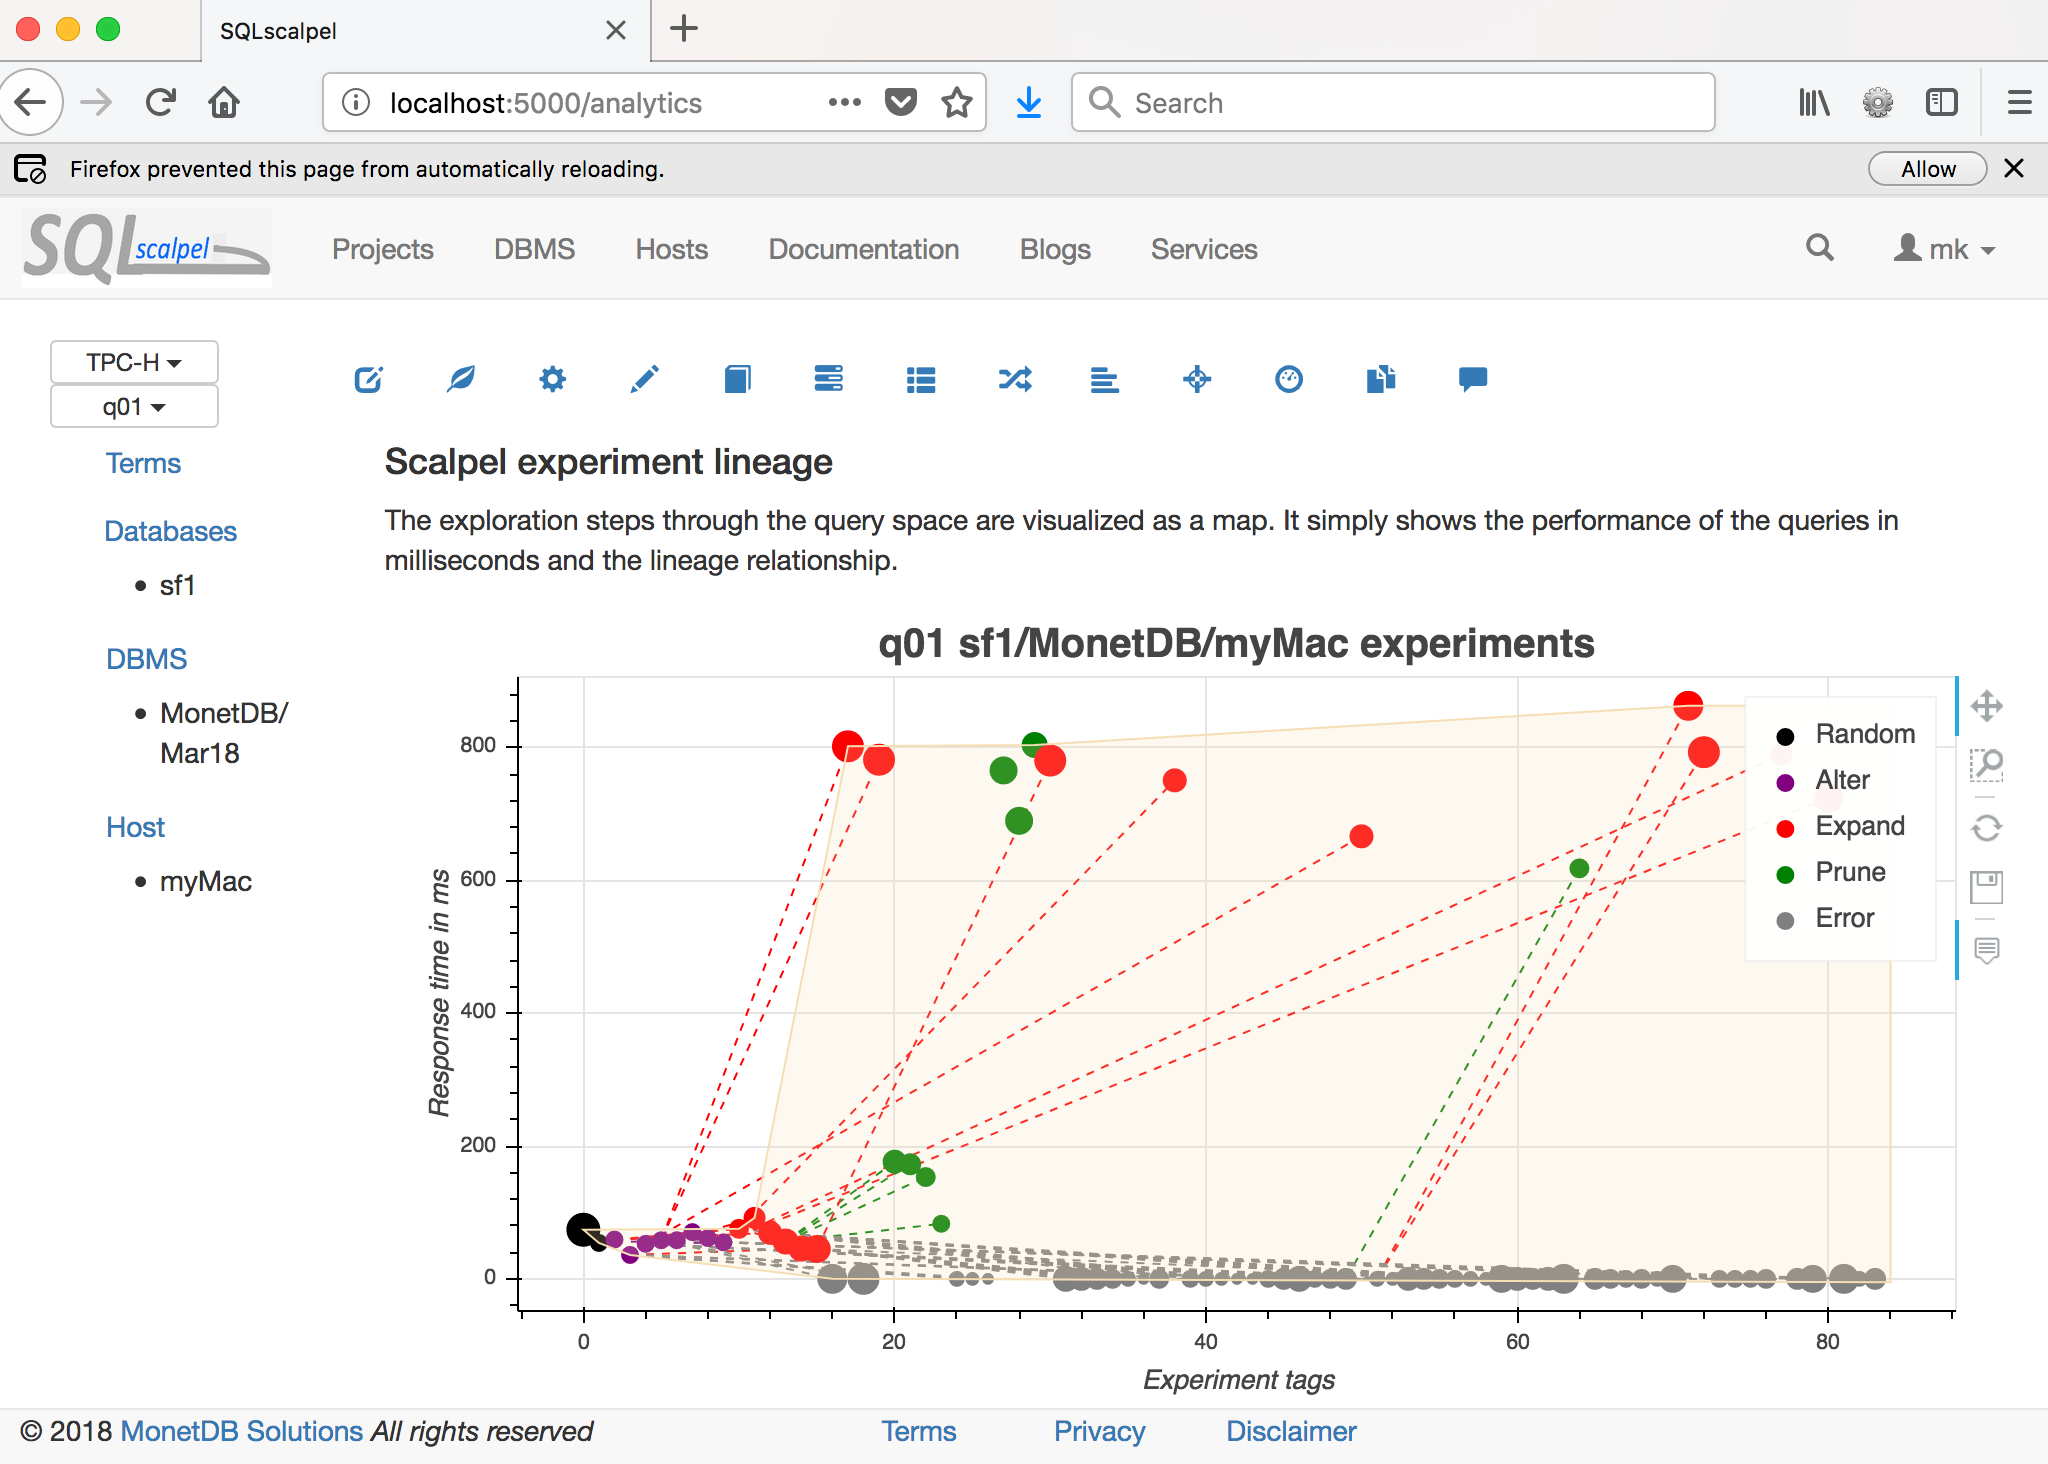 SQLscalpel
localhost:5000/analytics
Search
Firefox prevented this page from automatically reloading.
Allow
SQLscalpel
Projects
DBMS
Hosts
Documentation
Blogs
Services
mk
TPC-H
q01
Terms
Databases
sf1
DBMS
MonetDB/
Mar18
Host
myMac
Scalpel experiment lineage
The exploration steps through the query space are visualized as a map. It simply shows the performance of the queries in
milliseconds and the lineage relationship.
q01 sf1/MonetDB/myMac experiments
Random
Alter
Expand
Prune
Error
Response time in ms
800
600
400
200
0
0
20
40
60
80
Experiment tags
© 2018 MonetDB Solutions All rights reserved
Terms
Privacy
Disclaimer